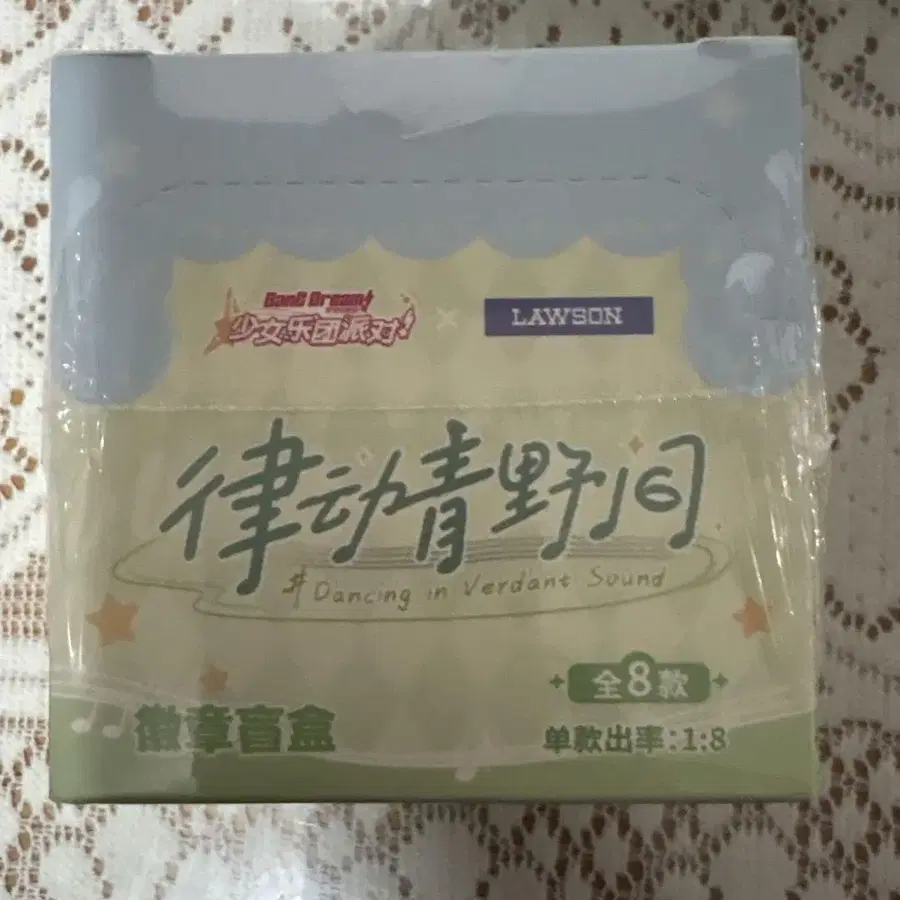 BanG Dream!
少女乐团派对! × LAWSON
律动青野间
Dancing in Verdant Sound
全8款
徽章盲盒
单款出率:1:8